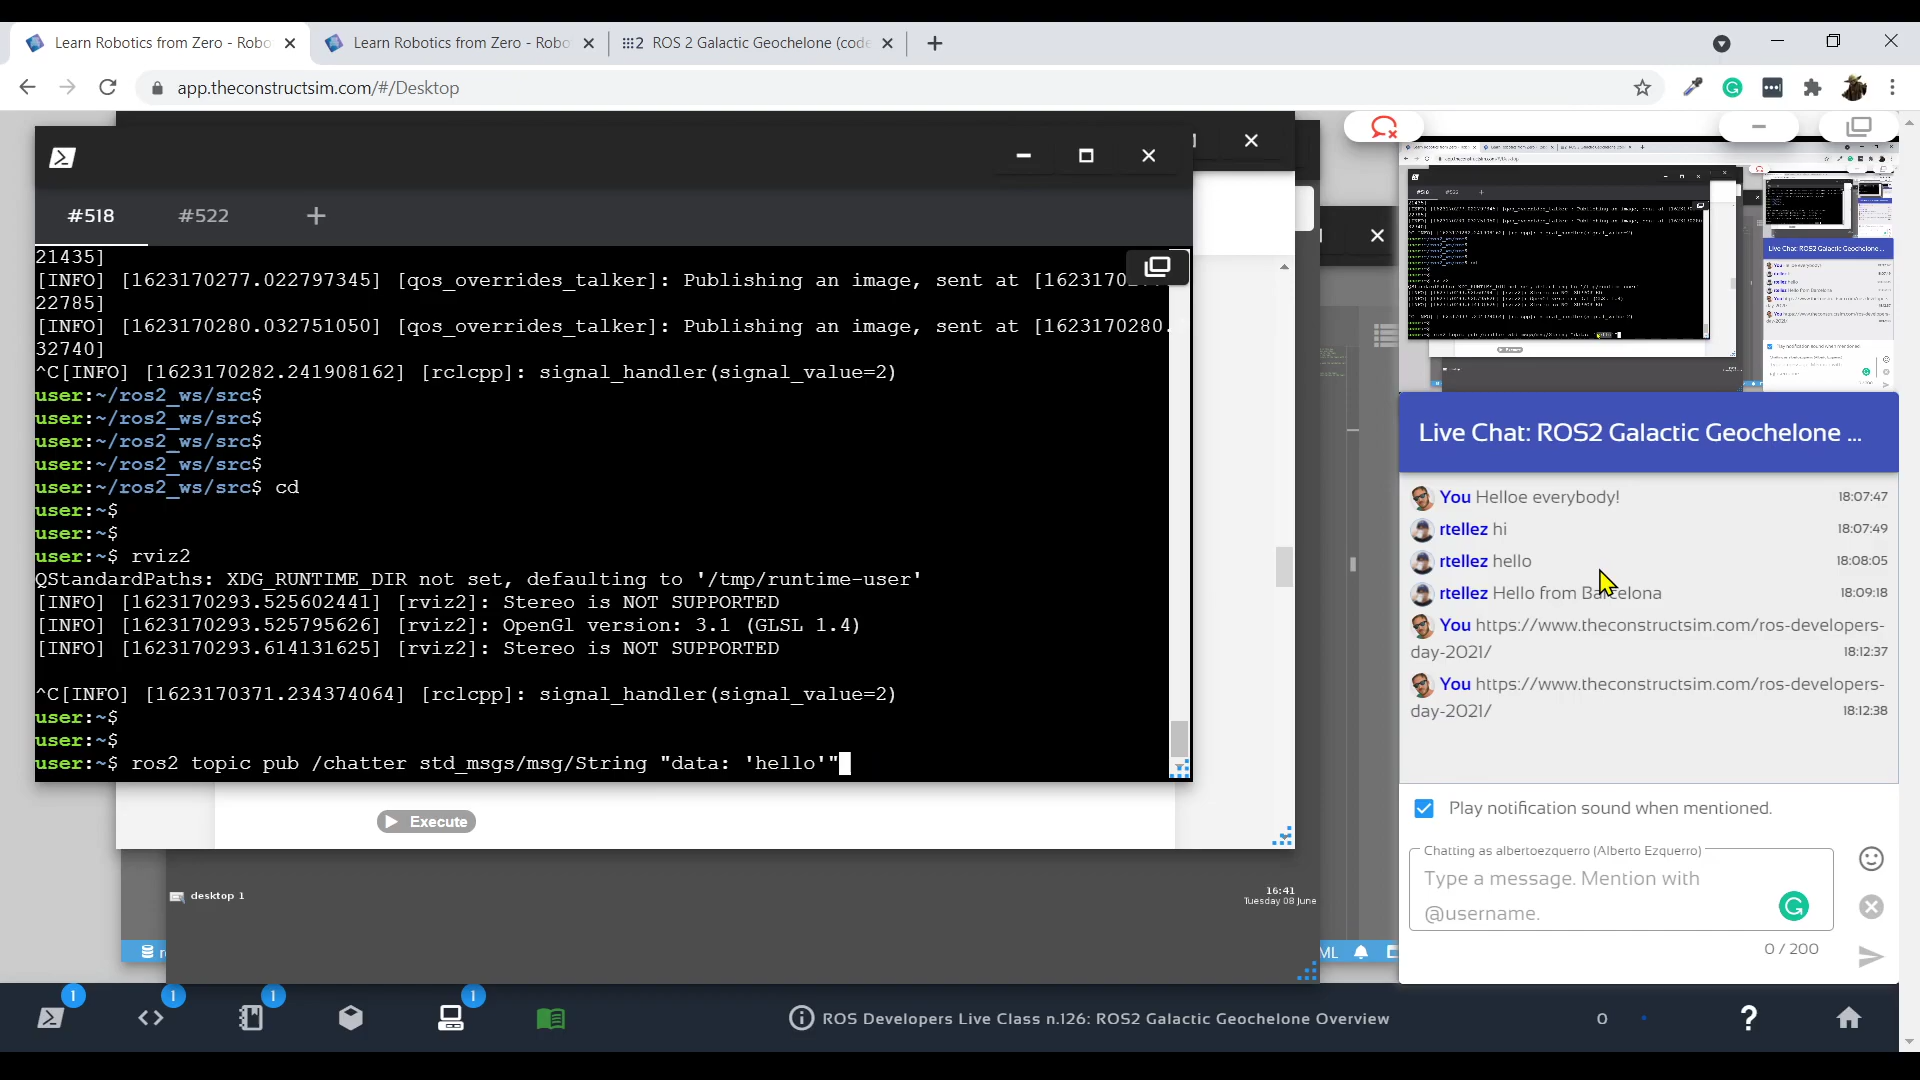 Learn Robotics from Zero - Robo
Learn Robotics from Zero - Robo
ROS 2 Galactic Geochelone (code
app.theconstructsim.com/#/Desktop
#518
#522
+
21435]
[INFO] [1623170277.022797345] [qos_overrides_talker]: Publishing an image, sent at [1623170
22785]
[INFO] [1623170280.032751050] [qos_overrides_talker]: Publishing an image, sent at [1623170280.
32740]
^C[INFO] [1623170282.241908162] [rclcpp]: signal_handler(signal_value=2)
user:~/ros2_ws/src$
user:~/ros2_ws/src$
user:~/ros2_ws/src$
user:~/ros2_ws/src$
user:~/ros2_ws/src$ cd
user:~$
user:~$
user:~$ rviz2
QStandardPaths: XDG_RUNTIME_DIR not set, defaulting to '/tmp/runtime-user'
[INFO] [1623170293.525602441] [rviz2]: Stereo is NOT SUPPORTED
[INFO] [1623170293.525795626] [rviz2]: OpenGl version: 3.1 (GLSL 1.4)
[INFO] [1623170293.614131625] [rviz2]: Stereo is NOT SUPPORTED
^C[INFO] [1623170371.234374064] [rclcpp]: signal_handler(signal_value=2)
user:~$
user:~$
user:~$ ros2 topic pub /chatter std_msgs/msg/String "data: 'hello'"
Execute
desktop 1
16:41
Tuesday 08 June
ML
Live Chat: ROS2 Galactic Geochelone ...
You Helloe everybody! 18:07:47
rtellez hi 18:07:49
rtellez hello 18:08:05
rtellez Hello from Barcelona 18:09:18
You https://www.theconstructsim.com/ros-developers-
day-2021/ 18:12:37
You https://www.theconstructsim.com/ros-developers-
day-2021/ 18:12:38
Play notification sound when mentioned.
Chatting as albertoezquerro (Alberto Ezquerro)
Type a message. Mention with
@username.
0 / 200
1
1
1
1
ROS Developers Live Class n.126: ROS2 Galactic Geochelone Overview
0
?